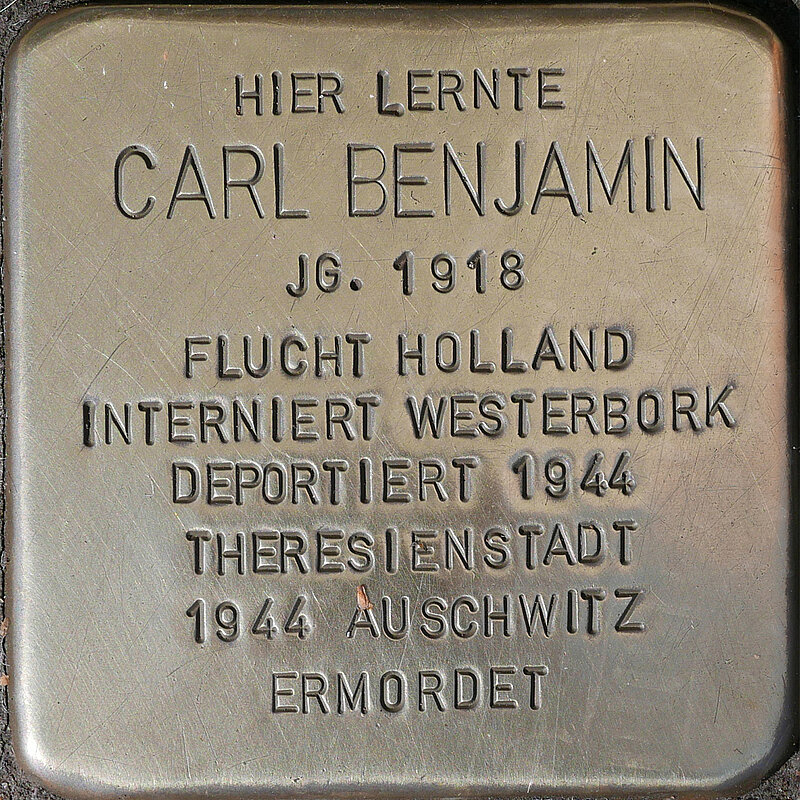 HIER LERNTE
CARL BENJAMIN
JG. 1918
FLUCHT HOLLAND
INTERNIERT WESTERBORK
DEPORTIERT 1944
THERESIENSTADT
1944 AUSCHWITZ
ERMORDET